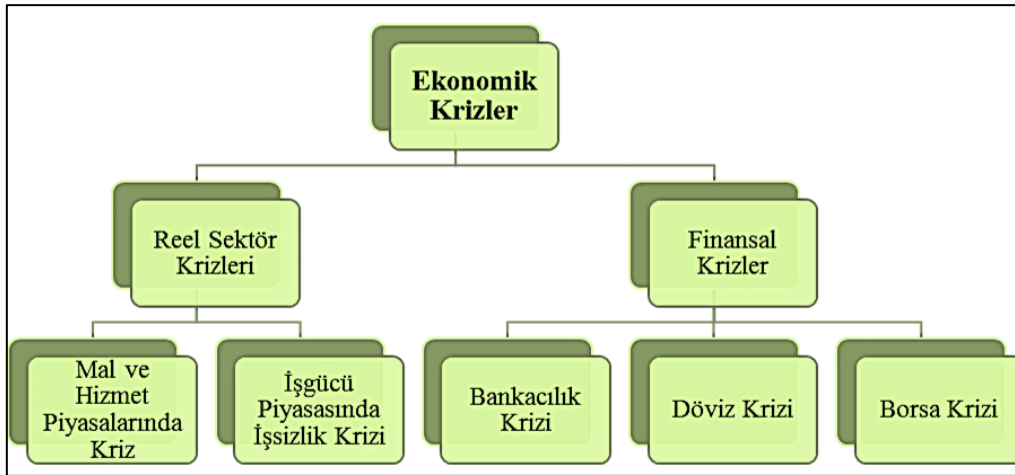 Ekonomik
Krizler
Reel Sektör
Krizleri
Finansal
Krizler
Mal ve
Hizmet
Piyasalarında
Kriz
İşgücü
Piyasasında
İşsizlik Krizi
Bankacılık
Krizi
Döviz Krizi
Borsa Krizi